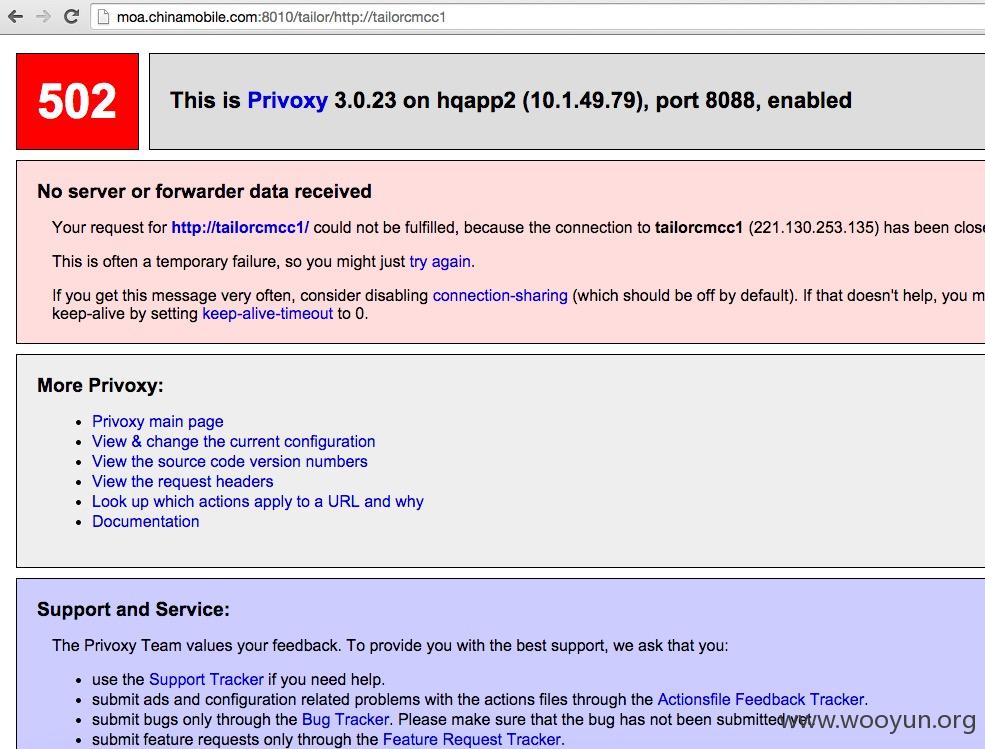 moa.chinamobile.com:8010/tailor/http://tailorcmcc1
502
This is Privoxy 3.0.23 on hqapp2 (10.1.49.79), port 8088, enabled
No server or forwarder data received
Your request for http://tailorcmcc1/ could not be fulfilled, because the connection to tailorcmcc1 (221.130.253.135) has been close
This is often a temporary failure, so you might just try again.
If you get this message very often, consider disabling connection-sharing (which should be off by default). If that doesn't help, you m
keep-alive by setting keep-alive-timeout to 0.
More Privoxy:
• Privoxy main page
• View & change the current configuration
• View the source code version numbers
• View the request headers
• Look up which actions apply to a URL and why
• Documentation
Support and Service:
The Privoxy Team values your feedback. To provide you with the best support, we ask that you:
• use the Support Tracker if you need help.
• submit ads and configuration related problems with the actions files through the Actionsfile Feedback Tracker.
• submit bugs only through the Bug Tracker. Please make sure that the bug has not been submitted yet.
www.wooyun.org
• submit feature requests only through the Feature Request Tracker.